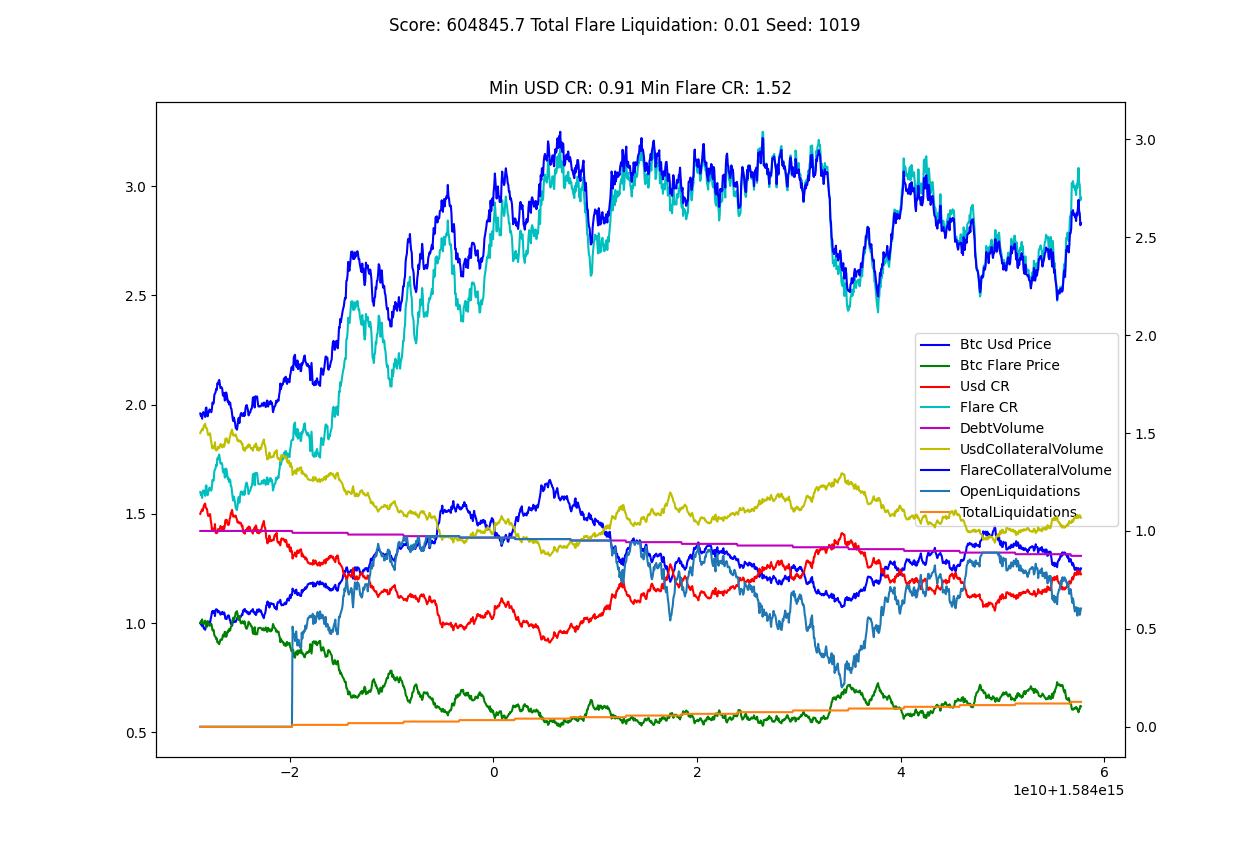 Score: 604845.7 Total Flare Liquidation: 0.01 Seed: 1019
Min USD CR: 0.91 Min Flare CR: 1.52
3.0
2.5
2.0
1.5
1.0
0.5
3.0
2.5
2.0
1.5
1.0
0.5
0.0
Btc Usd Price
Btc Flare Price
Usd CR
Flare CR
DebtVolume
UsdCollateralVolume
FlareCollateralVolume
OpenLiquidations
TotalLiquidations
−2 0 2 4 6
1e10+1.584e15